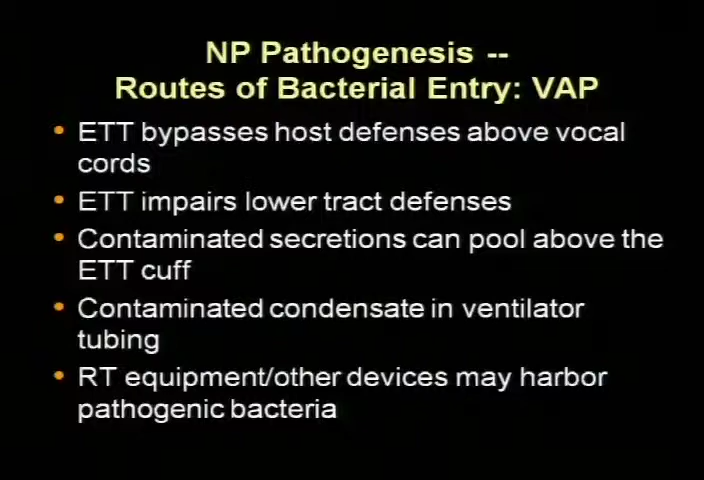 NP Pathogenesis --
Routes of Bacterial Entry: VAP
• ETT bypasses host defenses above vocal
cords
• ETT impairs lower tract defenses
• Contaminated secretions can pool above the
ETT cuff
• Contaminated condensate in ventilator
tubing
• RT equipment/other devices may harbor
pathogenic bacteria